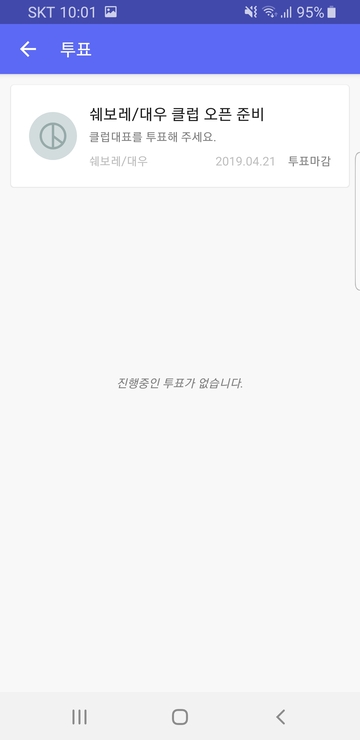 SKT 10:01 95%
투표
쉐보레/대우 클럽 오픈 준비
클럽대표를 투표해 주세요.
쉐보레/대우 2019.04.21 투표마감
진행중인 투표가 없습니다.